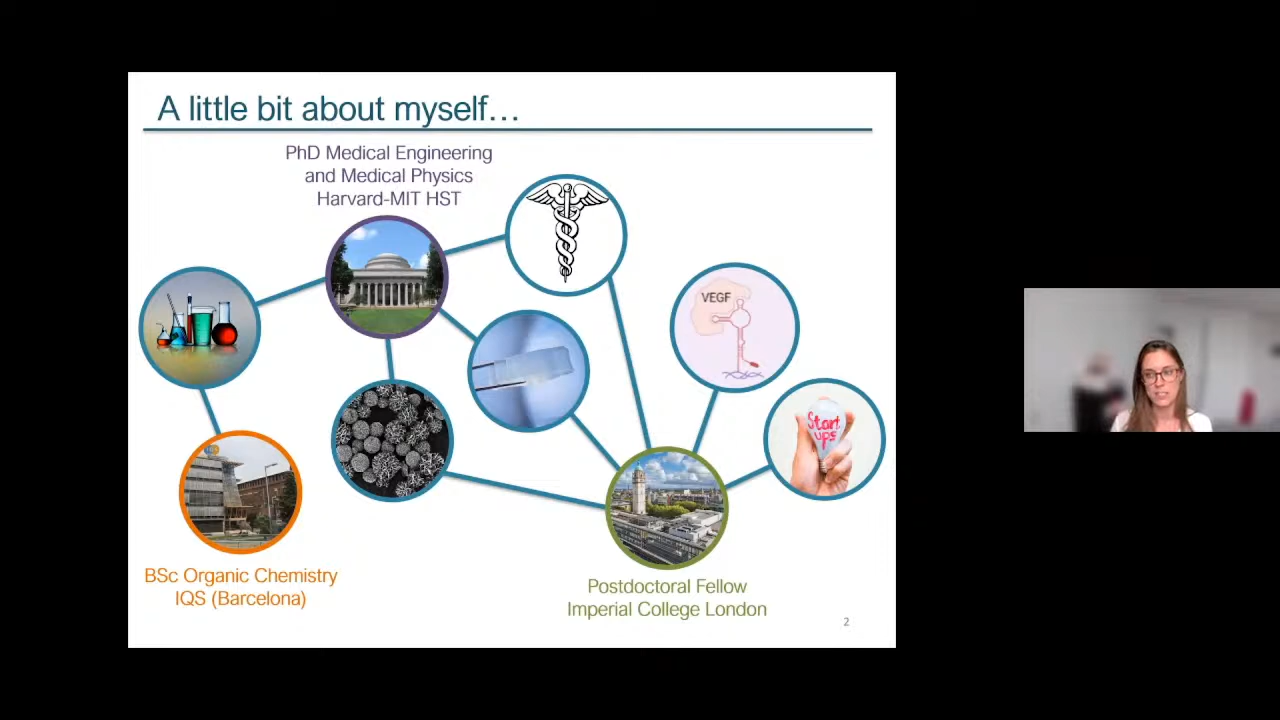 A little bit about myself…
PhD Medical Engineering
and Medical Physics
Harvard-MIT HST
VEGF
Start
ups
BSc Organic Chemistry
IQS (Barcelona)
Postdoctoral Fellow
Imperial College London
2